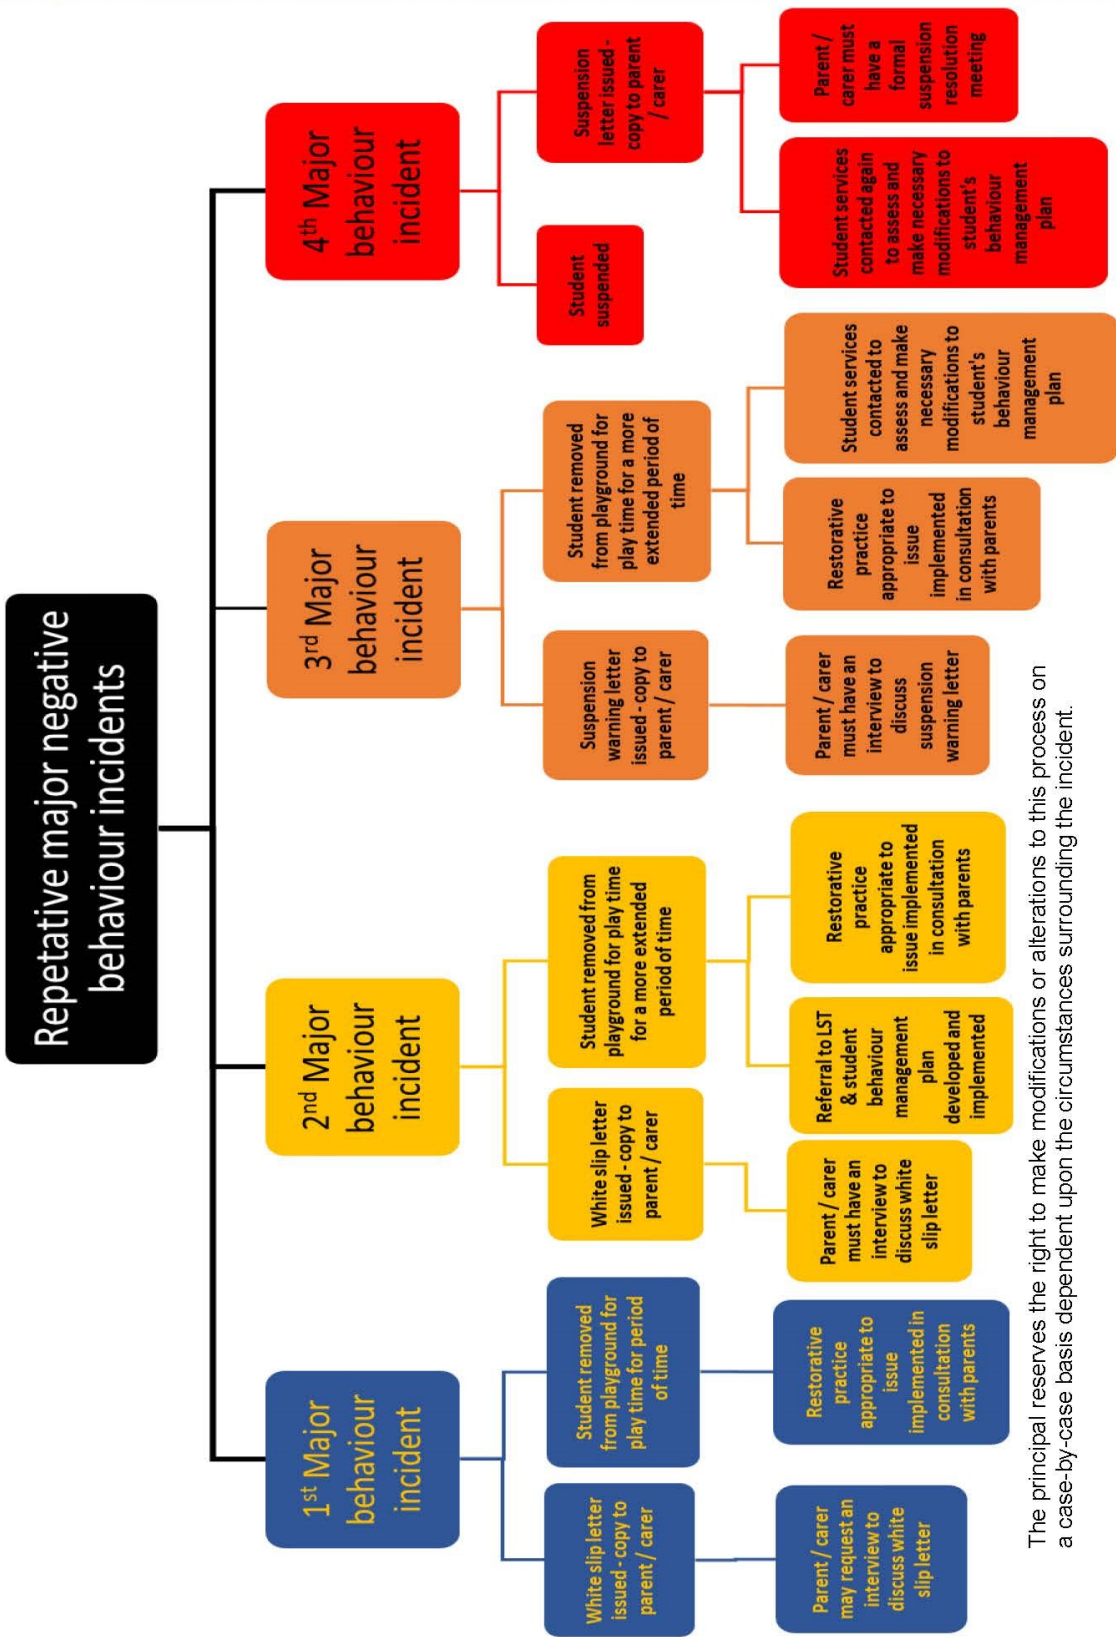 Repetative major negative
behaviour incidents
1st Major
behaviour
incident
White slip letter
issued - copy to
parent / carer
Parent / carer
may request an
interview to
discuss white
slip letter
Student removed
from playground for
play time for period
of time
Restorative
practice
appropriate to
issue
implemented in
consultation
with parents
2nd Major
behaviour
incident
White slip letter
issued - copy to
parent / carer
Parent / carer
must have an
interview to
discuss white
slip letter
Student removed from
playground for play time
for a more extended
period of time
Referral to LST
& student
behaviour
management
plan
developed and
implemented
Restorative
practice
appropriate to
issue implemented
in consultation
with parents
3rd Major
behaviour
incident
Suspension
warning letter
issued - copy to
parent / carer
Parent / carer
must have an
interview to
discuss
suspension
warning letter
Student removed
from playground for
play time for a more
extended period of
time
Restorative
practice
appropriate to
issue
implemented
in consultation
with parents
Student services
contacted to
assess and make
necessary
modifications to
student's
behaviour
management
plan
4th Major
behaviour
incident
Student
suspended
Suspension
letter issued -
copy to parent
/ carer
Student services
contacted again
to assess and
make necessary
modifications to
student's
behaviour
management
plan
Parent /
carer must
have a
formal
suspension
resolution
meeting
The principal reserves the right to make modifications or alterations to this process on
a case-by-case basis dependent upon the circumstances surrounding the incident.